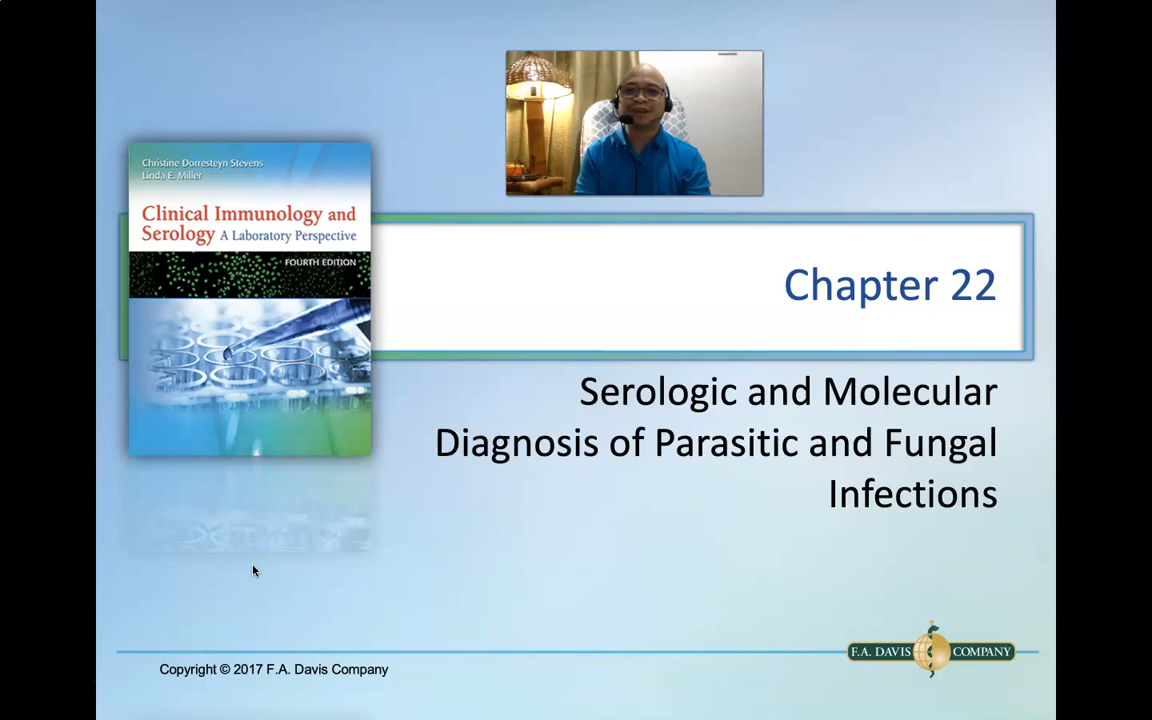 Christine Dorresteyn Stevens
Linda E. Miller
Clinical Immunology and
Serology A Laboratory Perspective
FOURTH EDITION
Chapter 22
Serologic and Molecular
Diagnosis of Parasitic and Fungal
Infections
Copyright © 2017 F.A. Davis Company
F.A. DAVIS COMPANY